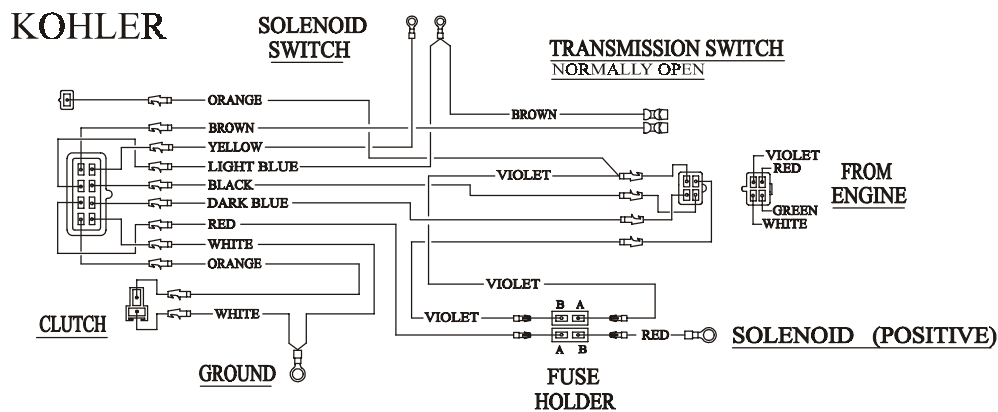 KOHLER
SOLENOID
SWITCH
TRANSMISSION SWITCH
NORMALLY OPEN
ORANGE
BROWN
BROWN
YELLOW
LIGHT BLUE
VIOLET
BLACK
DARK BLUE
RED
WHITE
ORANGE
VIOLET
RED
GREEN
WHITE
FROM
ENGINE
VIOLET
B A
VIOLET
WHITE
CLUTCH
A B
RED
SOLENOID (POSITIVE)
GROUND
FUSE
HOLDER